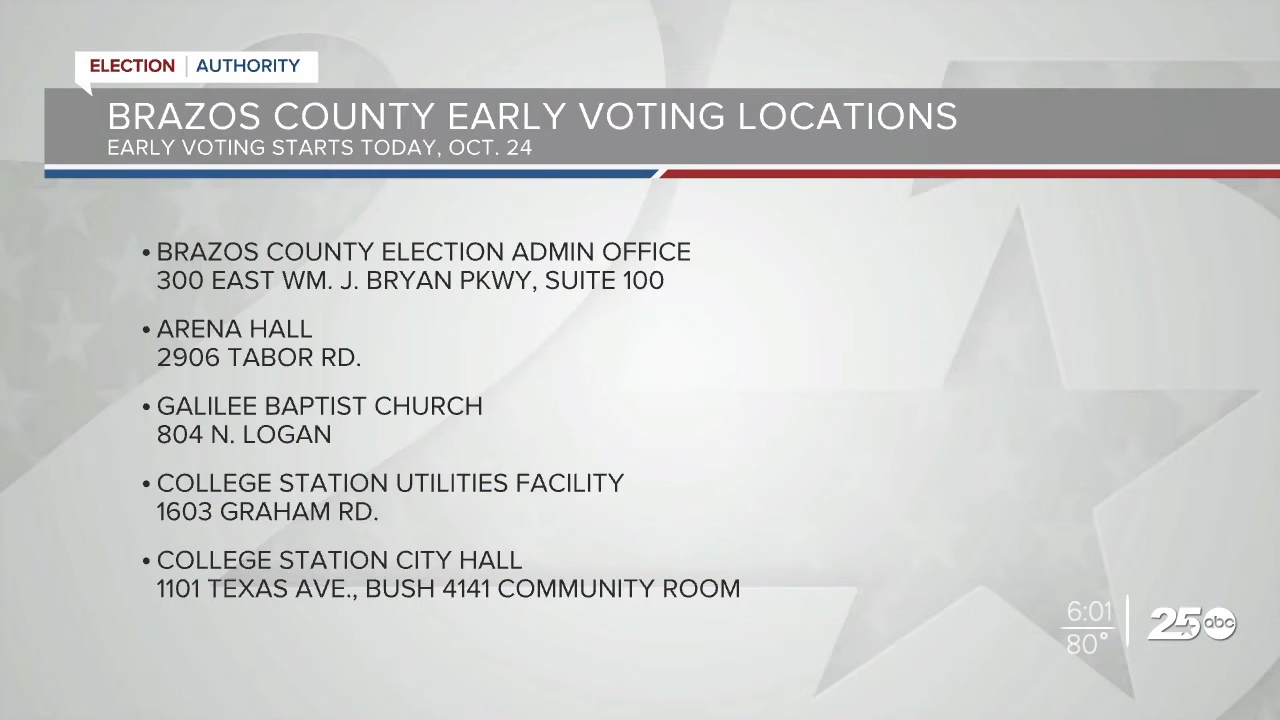 ELECTION | AUTHORITY
BRAZOS COUNTY EARLY VOTING LOCATIONS
EARLY VOTING STARTS TODAY, OCT. 24
• BRAZOS COUNTY ELECTION ADMIN OFFICE
300 EAST WM. J. BRYAN PKWY, SUITE 100
• ARENA HALL
2906 TABOR RD.
• GALILEE BAPTIST CHURCH
804 N. LOGAN
• COLLEGE STATION UTILITIES FACILITY
1603 GRAHAM RD.
• COLLEGE STATION CITY HALL
1101 TEXAS AVE., BUSH 4141 COMMUNITY ROOM
6:01
80°
25 abc